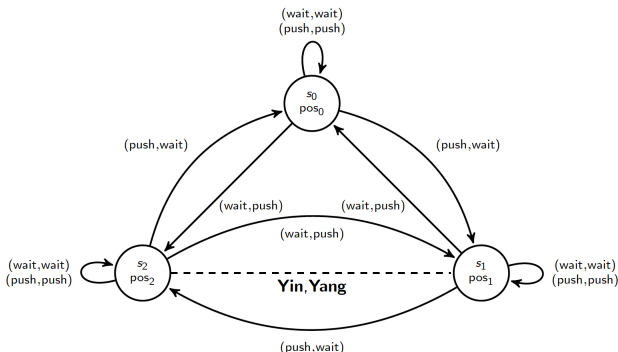 (wait,wait)
(push,push)
s0
pos0
(push,wait)
(push,wait)
(wait,push)
(wait,push)
(wait,push)
(wait,wait)
(push,push)
s2
pos2
Yin,Yang
s1
pos1
(wait,wait)
(push,push)
(push,wait)